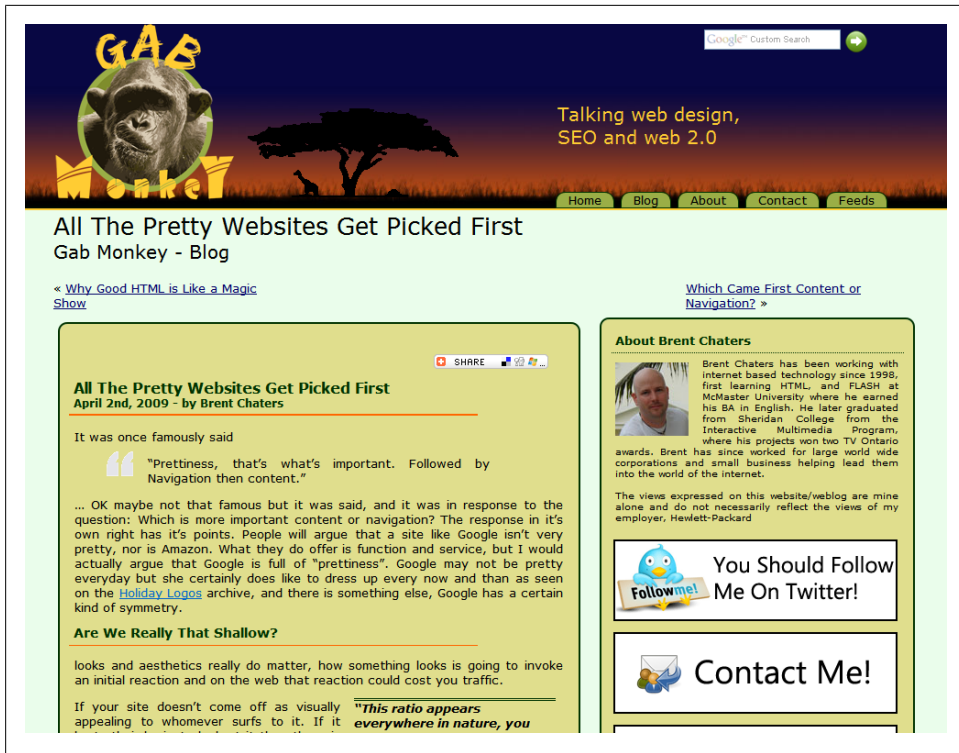 GAB
Monkey
Google™ Custom Search
Talking web design,
SEO and web 2.0
Home
Blog
About
Contact
Feeds
All The Pretty Websites Get Picked First
Gab Monkey - Blog
« Why Good HTML is Like a Magic
Show
Which Came First Content or
Navigation? »
SHARE
...
All The Pretty Websites Get Picked First
April 2nd, 2009 - by Brent Chaters
It was once famously said
“Prettiness, that’s what’s important. Followed by
Navigation then content.”
... OK maybe not that famous but it was said, and it was in response to the
question: Which is more important content or navigation? The response in it’s
own right has it’s points. People will argue that a site like Google isn’t very
pretty, nor is Amazon. What they do offer is function and service, but I would
actually argue that Google is full of “prettiness”. Google may not be pretty
everyday but she certainly does like to dress up every now and than as seen
on the Holiday Logos archive, and there is something else, Google has a certain
kind of symmetry.
Are We Really That Shallow?
looks and aesthetics really do matter, how something looks is going to invoke
an initial reaction and on the web that reaction could cost you traffic.
If your site doesn’t come off as visually
appealing to whomever surfs to it. If it
"This ratio appears
everywhere in nature, you
About Brent Chaters
Brent Chaters has been working with
internet based technology since 1998,
first learning HTML, and FLASH at
McMaster University where he earned
his BA in English. He later graduated
from Sheridan College from the
Interactive Multimedia Program,
where his projects won two TV Ontario
awards. Brent has since worked for large world wide
corporations and small business helping lead them
into the world of the internet.
The views expressed on this website/weblog are mine
alone and do not necessarily reflect the views of my
employer, Hewlett-Packard
Followme!
You Should Follow
Me On Twitter!
Contact Me!